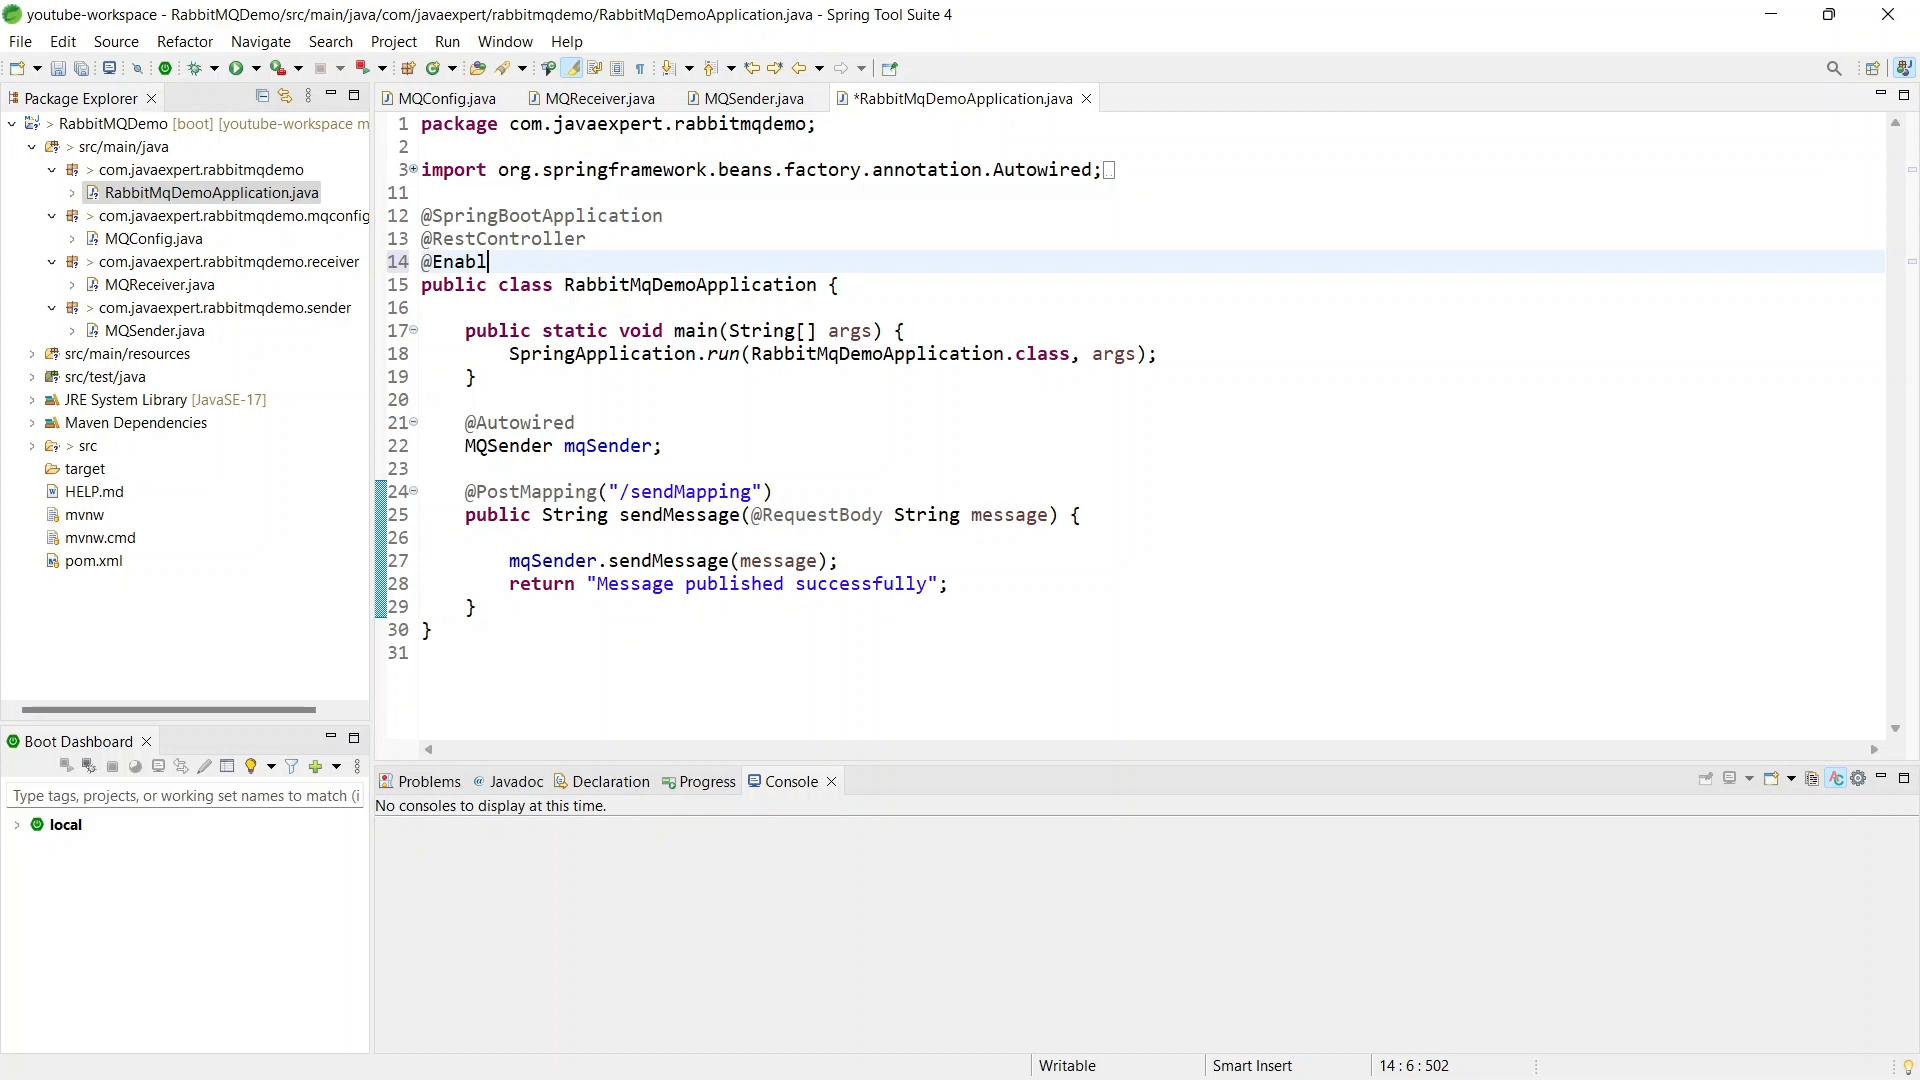 youtube-workspace - RabbitMQDemo/src/main/java/com/javaexpert/rabbitmqdemo/RabbitMqDemoApplication.java - Spring Tool Suite 4
File Edit Source Refactor Navigate Search Project Run Window Help
Package Explorer
> RabbitMQDemo [boot] [youtube-workspace m
> src/main/java
> com.javaexpert.rabbitmqdemo
RabbitMqDemoApplication.java
> com.javaexpert.rabbitmqdemo.mqconfig
MQConfig.java
> com.javaexpert.rabbitmqdemo.receiver
MQReceiver.java
> com.javaexpert.rabbitmqdemo.sender
MQSender.java
src/main/resources
src/test/java
JRE System Library [JavaSE-17]
Maven Dependencies
> src
target
HELP.md
mvnw
mvnw.cmd
pom.xml
MQConfig.java MQReceiver.java MQSender.java *RabbitMqDemoApplication.java
1 package com.javaexpert.rabbitmqdemo;
2
3 import org.springframework.beans.factory.annotation.Autowired;
11
12 @SpringBootApplication
13 @RestController
14 @Enabl
15 public class RabbitMqDemoApplication {
16
17 public static void main(String[] args) {
18 SpringApplication.run(RabbitMqDemoApplication.class, args);
19 }
20
21 @Autowired
22 MQSender mqSender;
23
24 @PostMapping("/sendMapping")
25 public String sendMessage(@RequestBody String message) {
26
27 mqSender.sendMessage(message);
28 return "Message published successfully";
29 }
30 }
31
Boot Dashboard
Type tags, projects, or working set names to match (i
local
Problems Javadoc Declaration Progress Console
No consoles to display at this time.
Writable Smart Insert 14 : 6 : 502